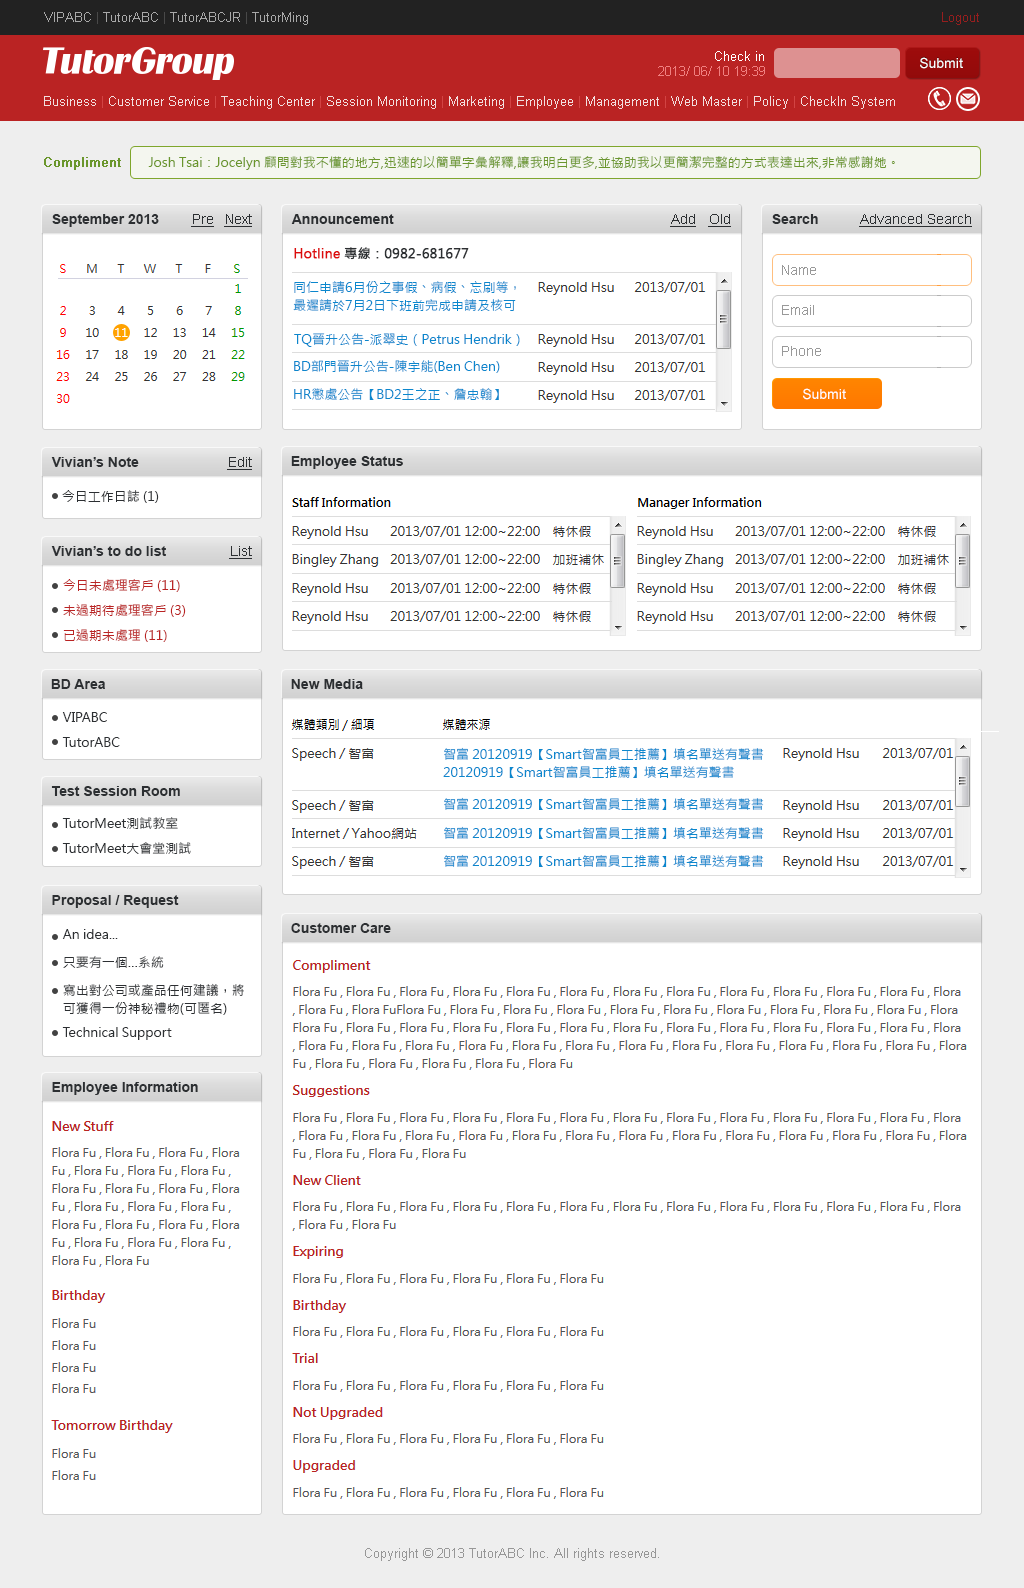 VIPABC | TutorABC | TutorABCJR | TutorMing
Logout
TutorGroup
Check in
2013/ 06/ 10 19:39
Submit
Business | Customer Service | Teaching Center | Session Monitoring | Marketing | Employee | Management | Web Master | Policy | CheckIn System
Compliment
Josh Tsai：Jocelyn 顧問對我不懂的地方,迅速的以簡單字彙解釋,讓我明白更多,並協助我以更簡潔完整的方式表達出來,非常感謝她。
September 2013 Pre Next
S M T W T F S
1
2 3 4 5 6 7 8
9 10 11 12 13 14 15
16 17 18 19 20 21 22
23 24 25 26 27 28 29
30
Announcement Add Old
Hotline 專線：0982-681677
同仁申請6月份之事假、病假、忘刷等， Reynold Hsu 2013/07/01
最遲請於7月2日下班前完成申請及核可
TQ晉升公告-派翠史（Petrus Hendrik） Reynold Hsu 2013/07/01
BD部門晉升公告-陳宇能(Ben Chen) Reynold Hsu 2013/07/01
HR懲處公告【BD2王之正、詹忠翰】 Reynold Hsu 2013/07/01
Search Advanced Search
Name
Email
Phone
Submit
Vivian's Note Edit
今日工作日誌 (1)
Vivian's to do list List
今日未處理客戶 (11)
未過期待處理客戶 (3)
已過期未處理 (11)
BD Area
VIPABC
TutorABC
Test Session Room
TutorMeet測試教室
TutorMeet大會堂測試
Proposal / Request
An idea...
只要有一個...系統
寫出對公司或產品任何建議，將
可獲得一份神秘禮物(可匿名)
Technical Support
Employee Information
New Stuff
Flora Fu , Flora Fu , Flora Fu , Flora
Fu , Flora Fu , Flora Fu , Flora Fu ,
Flora Fu , Flora Fu , Flora Fu , Flora
Fu , Flora Fu , Flora Fu , Flora Fu ,
Flora Fu , Flora Fu , Flora Fu , Flora
Fu , Flora Fu , Flora Fu , Flora Fu ,
Flora Fu , Flora Fu
Birthday
Flora Fu
Flora Fu
Flora Fu
Flora Fu
Tomorrow Birthday
Flora Fu
Flora Fu
Employee Status
Staff Information
Reynold Hsu 2013/07/01 12:00~22:00 特休假
Bingley Zhang 2013/07/01 12:00~22:00 加班補休
Reynold Hsu 2013/07/01 12:00~22:00 特休假
Reynold Hsu 2013/07/01 12:00~22:00 特休假
Manager Information
Reynold Hsu 2013/07/01 12:00~22:00 特休假
Bingley Zhang 2013/07/01 12:00~22:00 加班補休
Reynold Hsu 2013/07/01 12:00~22:00 特休假
Reynold Hsu 2013/07/01 12:00~22:00 特休假
New Media
媒體類別 / 細項 媒體來源
Speech / 智富 智富 20120919【Smart智富員工推薦】填名單送有聲書 Reynold Hsu 2013/07/01
20120919【Smart智富員工推薦】填名單送有聲書
Speech / 智富 智富 20120919【Smart智富員工推薦】填名單送有聲書 Reynold Hsu 2013/07/01
Internet / Yahoo網站 智富 20120919【Smart智富員工推薦】填名單送有聲書 Reynold Hsu 2013/07/01
Speech / 智富 智富 20120919【Smart智富員工推薦】填名單送有聲書 Reynold Hsu 2013/07/01
Customer Care
Compliment
Flora Fu , Flora Fu , Flora Fu , Flora Fu , Flora Fu , Flora Fu , Flora Fu , Flora Fu , Flora Fu , Flora Fu , Flora Fu , Flora Fu , Flora
, Flora Fu , Flora FuFlora Fu , Flora Fu , Flora Fu , Flora Fu , Flora Fu , Flora Fu , Flora Fu , Flora Fu , Flora Fu , Flora Fu , Flora
Flora Fu , Flora Fu , Flora Fu , Flora Fu , Flora Fu , Flora Fu , Flora Fu , Flora Fu , Flora Fu , Flora Fu , Flora Fu , Flora Fu , Flora
, Flora Fu , Flora Fu , Flora Fu , Flora Fu , Flora Fu , Flora Fu , Flora Fu , Flora Fu , Flora Fu , Flora Fu , Flora Fu , Flora Fu , Flora
Fu , Flora Fu , Flora Fu , Flora Fu , Flora Fu , Flora Fu
Suggestions
Flora Fu , Flora Fu , Flora Fu , Flora Fu , Flora Fu , Flora Fu , Flora Fu , Flora Fu , Flora Fu , Flora Fu , Flora Fu , Flora Fu , Flora
, Flora Fu , Flora Fu , Flora Fu , Flora Fu , Flora Fu , Flora Fu , Flora Fu , Flora Fu , Flora Fu , Flora Fu , Flora Fu , Flora Fu , Flora
Fu , Flora Fu , Flora Fu , Flora Fu
New Client
Flora Fu , Flora Fu , Flora Fu , Flora Fu , Flora Fu , Flora Fu , Flora Fu , Flora Fu , Flora Fu , Flora Fu , Flora Fu , Flora Fu , Flora
, Flora Fu , Flora Fu
Expiring
Flora Fu , Flora Fu , Flora Fu , Flora Fu , Flora Fu , Flora Fu
Birthday
Flora Fu , Flora Fu , Flora Fu , Flora Fu , Flora Fu , Flora Fu
Trial
Flora Fu , Flora Fu , Flora Fu , Flora Fu , Flora Fu , Flora Fu
Not Upgraded
Flora Fu , Flora Fu , Flora Fu , Flora Fu , Flora Fu , Flora Fu
Upgraded
Flora Fu , Flora Fu , Flora Fu , Flora Fu , Flora Fu , Flora Fu
Copyright © 2013 TutorABC Inc. All rights reserved.